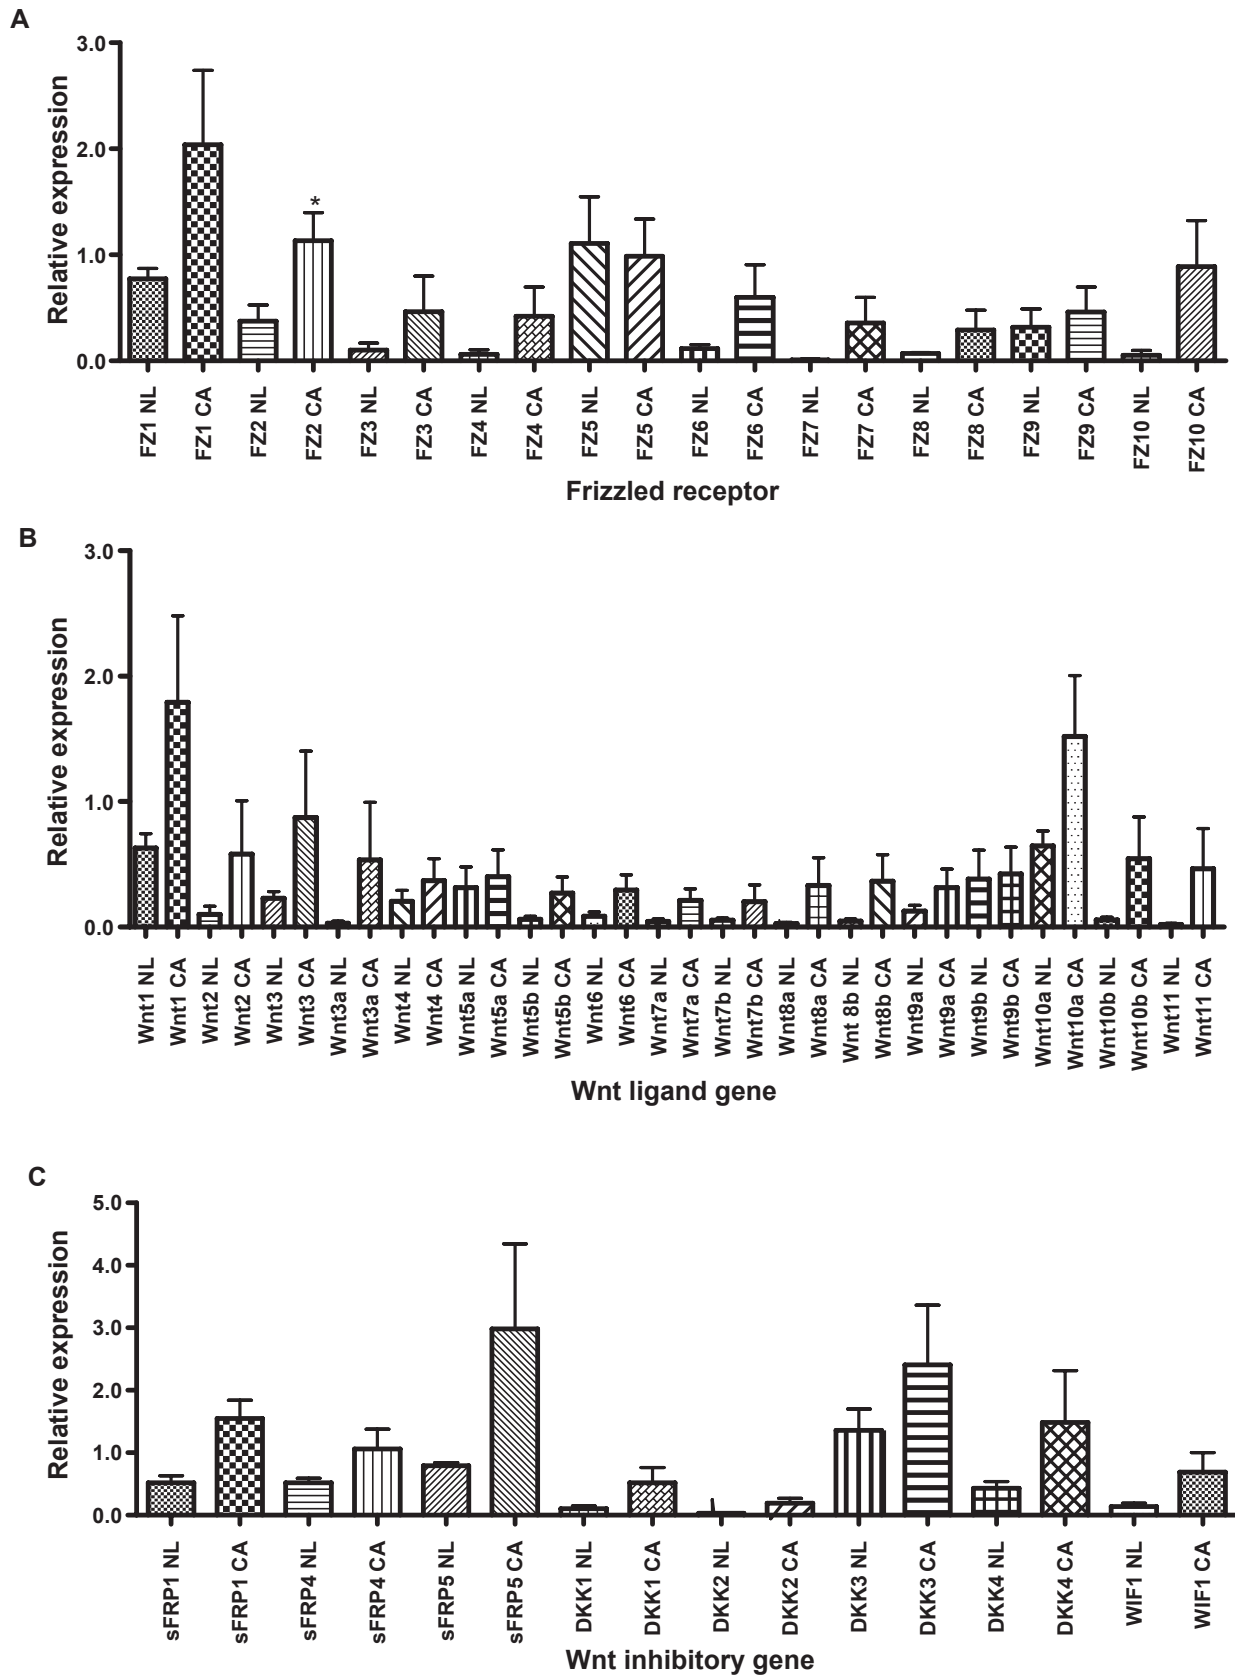 A
3.0
2.0
1.0
0.0
Relative expression
*
FZ1 NL
FZ1 CA
FZ2 NL
FZ2 CA
FZ3 NL
FZ3 CA
FZ4 NL
FZ4 CA
FZ5 NL
FZ5 CA
FZ6 NL
FZ6 CA
FZ7 NL
FZ7 CA
FZ8 NL
FZ8 CA
FZ9 NL
FZ9 CA
FZ10 NL
FZ10 CA
Frizzled receptor
B
3.0
2.0
1.0
0.0
Relative expression
Wnt1 NL
Wnt1 CA
Wnt2 NL
Wnt2 CA
Wnt3 NL
Wnt3 CA
Wnt3a NL
Wnt3a CA
Wnt4 NL
Wnt4 CA
Wnt5a NL
Wnt5a CA
Wnt5b NL
Wnt5b CA
Wnt6 NL
Wnt6 CA
Wnt7a NL
Wnt7a CA
Wnt7b NL
Wnt7b CA
Wnt8a NL
Wnt8a CA
Wnt 8b NL
Wnt8b CA
Wnt9a NL
Wnt9a CA
Wnt9b NL
Wnt9b CA
Wnt10a NL
Wnt10a CA
Wnt10b NL
Wnt10b CA
Wnt11 NL
Wnt11 CA
Wnt ligand gene
C
5.0
4.0
3.0
2.0
1.0
0.0
Relative expression
sFRP1 NL
sFRP1 CA
sFRP4 NL
sFRP4 CA
sFRP5 NL
sFRP5 CA
DKK1 NL
DKK1 CA
DKK2 NL
DKK2 CA
DKK3 NL
DKK3 CA
DKK4 NL
DKK4 CA
WIF1 NL
WIF1 CA
Wnt inhibitory gene